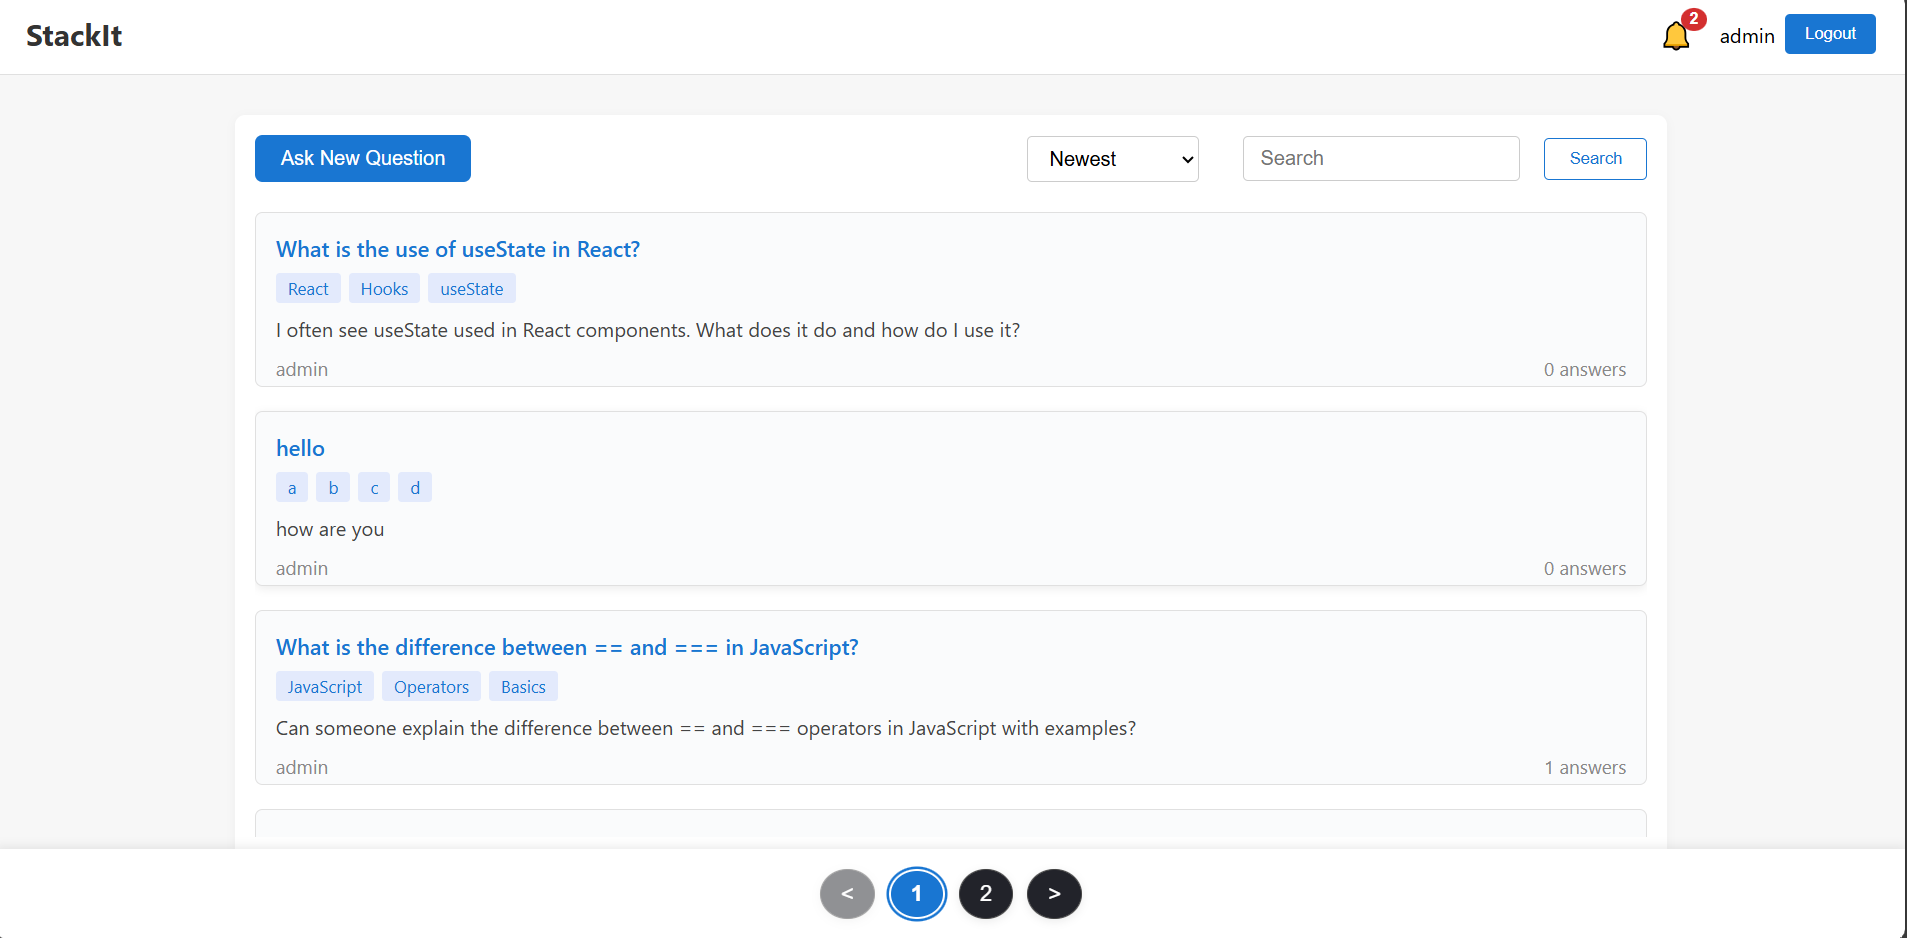 StackIt
2
admin
Logout
Ask New Question
Newest
Search
Search
What is the use of useState in React?
React Hooks useState
I often see useState used in React components. What does it do and how do I use it?
admin
0 answers
hello
a b c d
how are you
admin
0 answers
What is the difference between == and === in JavaScript?
JavaScript Operators Basics
Can someone explain the difference between == and === operators in JavaScript with examples?
admin
1 answers
< 1 2 >